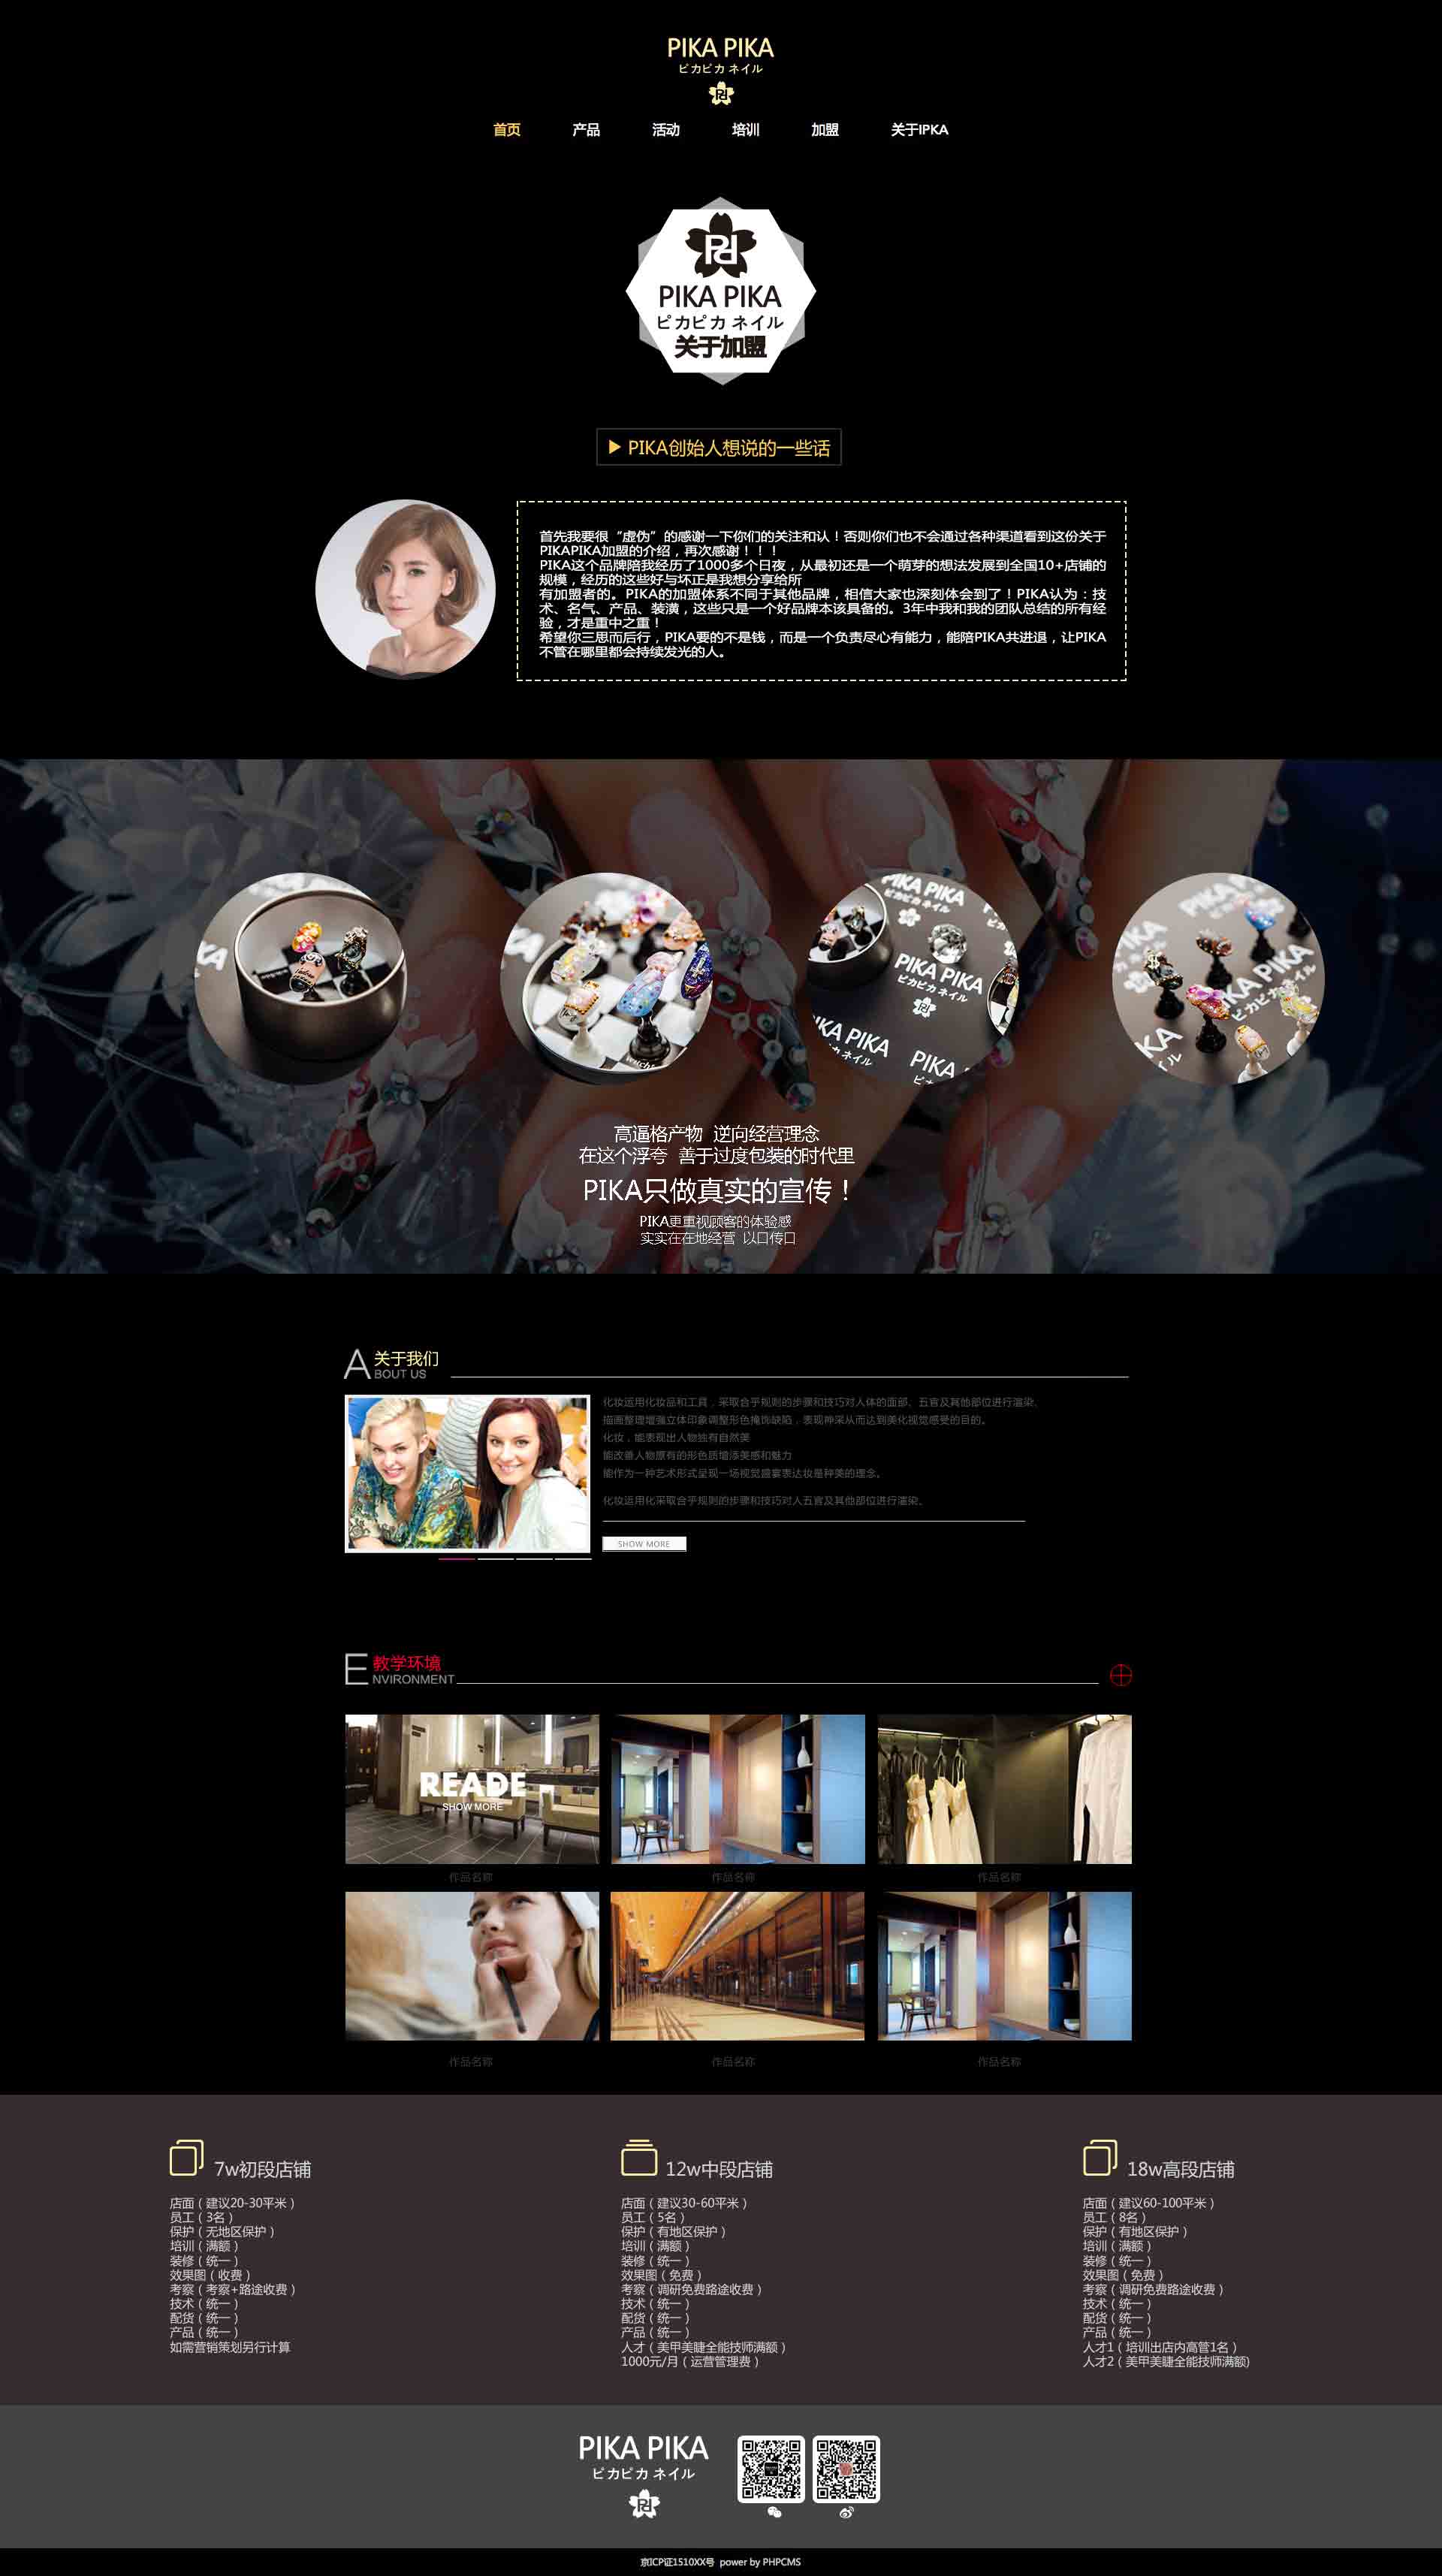 PIKA PIKA
ピカピカ ネイル
首页 产品 活动 培训 加盟 关于IPKA
PIKA PIKA
ピカピカ ネイル
关于加盟
PIKA创始人想说的一些话
首先我要很“虚伪”的感谢一下你们的关注和认！否则你们也不会通过各种渠道看到这份关于
PIKAPIKA加盟的介绍，再次感谢！！！
PIKA这个品牌陪我经历了1000多个日夜，从最初还是一个萌芽的想法发展到全国10+店铺的
规模，经历的这些好与坏正是我想分享给所
有加盟者的。PIKA的加盟体系不同于其他品牌，相信大家也深刻体会到了！PIKA认为：技
术、名气、产品、装潢，这些只是一个好品牌本该具备的。3年中我和我的团队总结的所有经
验，才是重中之重！
希望你三思而后行，PIKA要的不是钱，而是一个负责尽心有能力，能陪PIKA共进退，让PIKA
不管在哪里都会持续发光的人。
PIKA PIKA
ピカピカ ネイル
PIKA PIKA
ピカピカ ネイル
高逼格产物 逆向经营理念
在这个浮夸 善于过度包装的时代里
PIKA只做真实的宣传！
PIKA更重视顾客的体验感
实实在在地经营 以口传口
关于我们
ABOUT US
化妆运用化妆品和工具，采取合乎规则的步骤和技巧对人体的面部、五官及其他部位进行渲染、
描画整理增强立体印象调整形色掩饰缺陷，表现神采从而达到美化视觉感受的目的。
化妆，能表现出人物独有自然美
能改善人物原有的形色质增添美感和魅力
能作为一种艺术形式呈现一场视觉盛宴表达妆是种美的理念。
化妆运用化采取合乎规则的步骤和技巧对人五官及其他部位进行渲染。
SHOW MORE
教学环境
ENVIRONMENT
READE
SHOW MORE
作品名称 作品名称 作品名称
作品名称 作品名称 作品名称
7w初段店铺
店面（建议20-30平米）
员工（3名）
保护（无地区保护）
培训（满额）
装修（统一）
效果图（收费）
考察（考察+路途收费）
技术（统一）
配货（统一）
产品（统一）
如需营销策划另行计算
12w中段店铺
店面（建议30-60平米）
员工（5名）
保护（有地区保护）
培训（满额）
装修（统一）
效果图（免费）
考察（调研免费路途收费）
技术（统一）
配货（统一）
产品（统一）
人才（美甲美睫全能技师满额）
1000元/月（运营管理费）
18w高段店铺
店面（建议60-100平米）
员工（8名）
保护（有地区保护）
培训（满额）
装修（统一）
效果图（免费）
考察（调研免费路途收费）
技术（统一）
配货（统一）
产品（统一）
人才1（培训出店内高管1名）
人才2（美甲美睫全能技师满额)
PIKA PIKA
ピカピカ ネイル
京ICP证1510XX号 power by PHPCMS